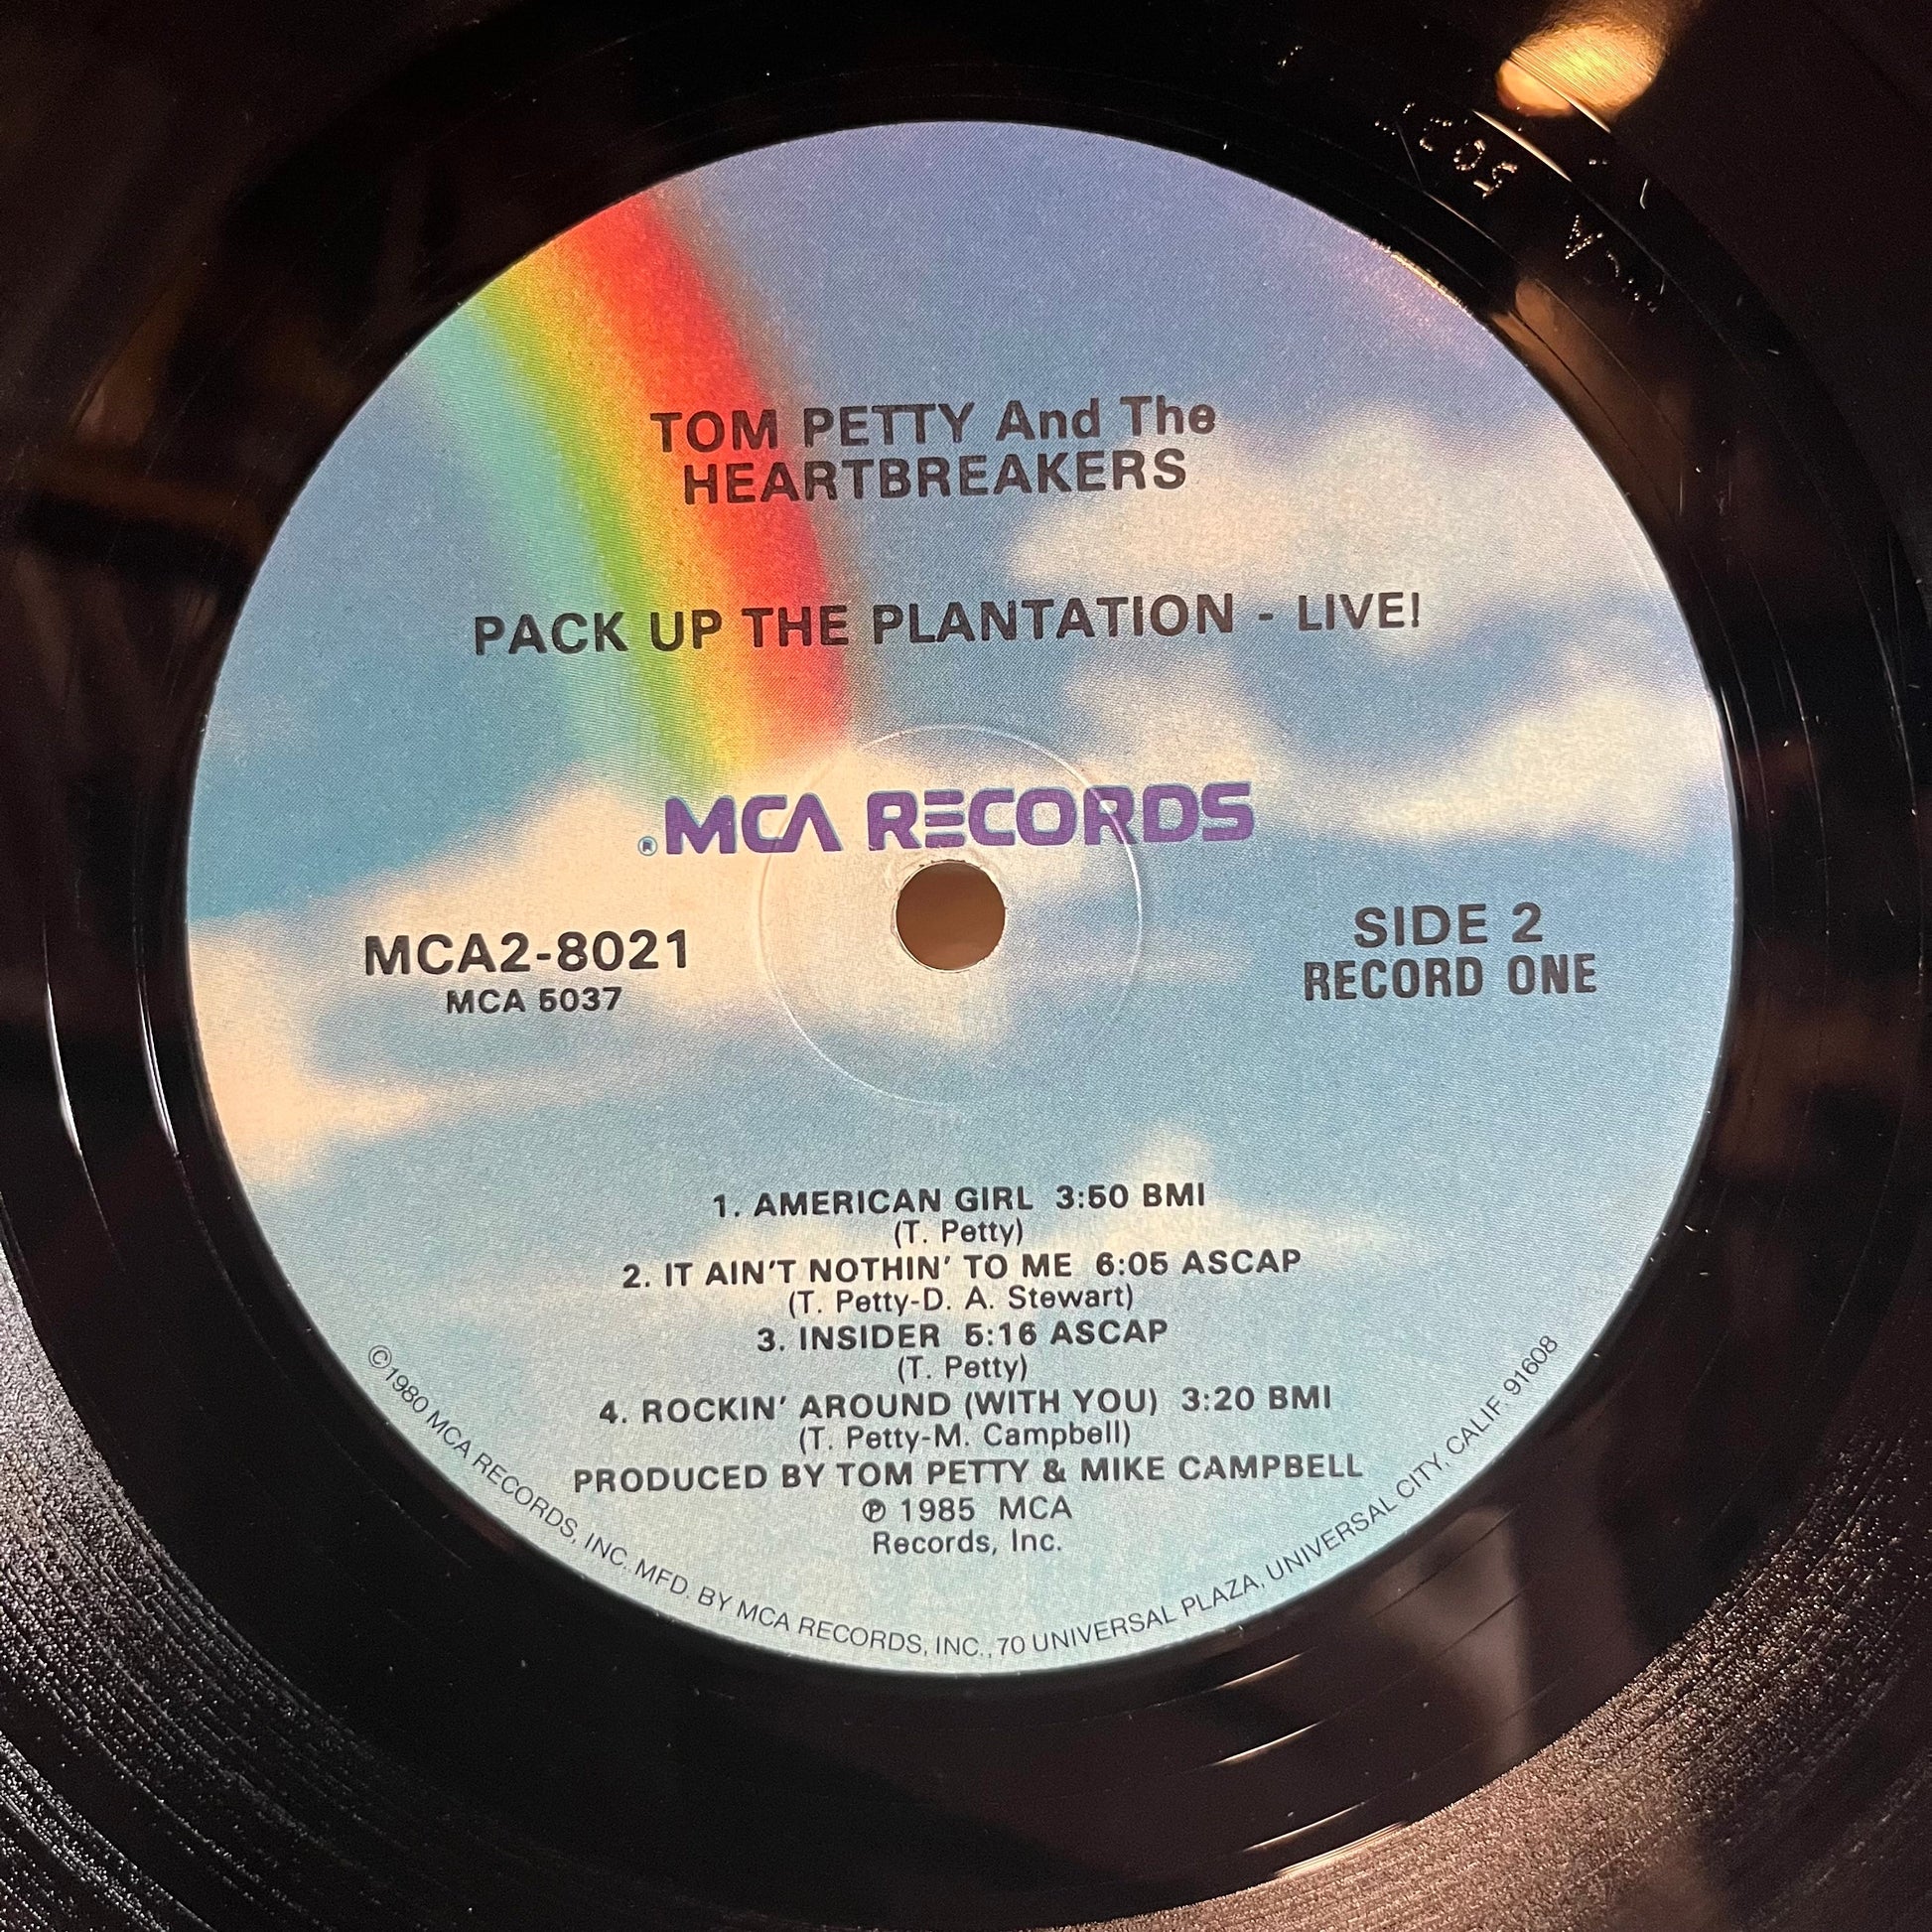 TOM PETTY And The
HEARTBREAKERS
PACK UP THE PLANTATION - LIVE!
®MCA RECORDS
MCA2-8021
MCA 5037
SIDE 2
RECORD ONE
1. AMERICAN GIRL 3:50 BMI
(T. Petty)
2. IT AIN'T NOTHIN' TO ME 6:05 ASCAP
(T. Petty-D. A. Stewart)
3. INSIDER 5:16 ASCAP
(T. Petty)
4. ROCKIN' AROUND (WITH YOU) 3:20 BMI
(T. Petty-M. Campbell)
PRODUCED BY TOM PETTY & MIKE CAMPBELL
℗ 1985 MCA
Records, Inc.
©1980 MCA RECORDS, INC. MFD. BY MCA RECORDS, INC., 70 UNIVERSAL PLAZA, UNIVERSAL CITY, CALIF. 91608